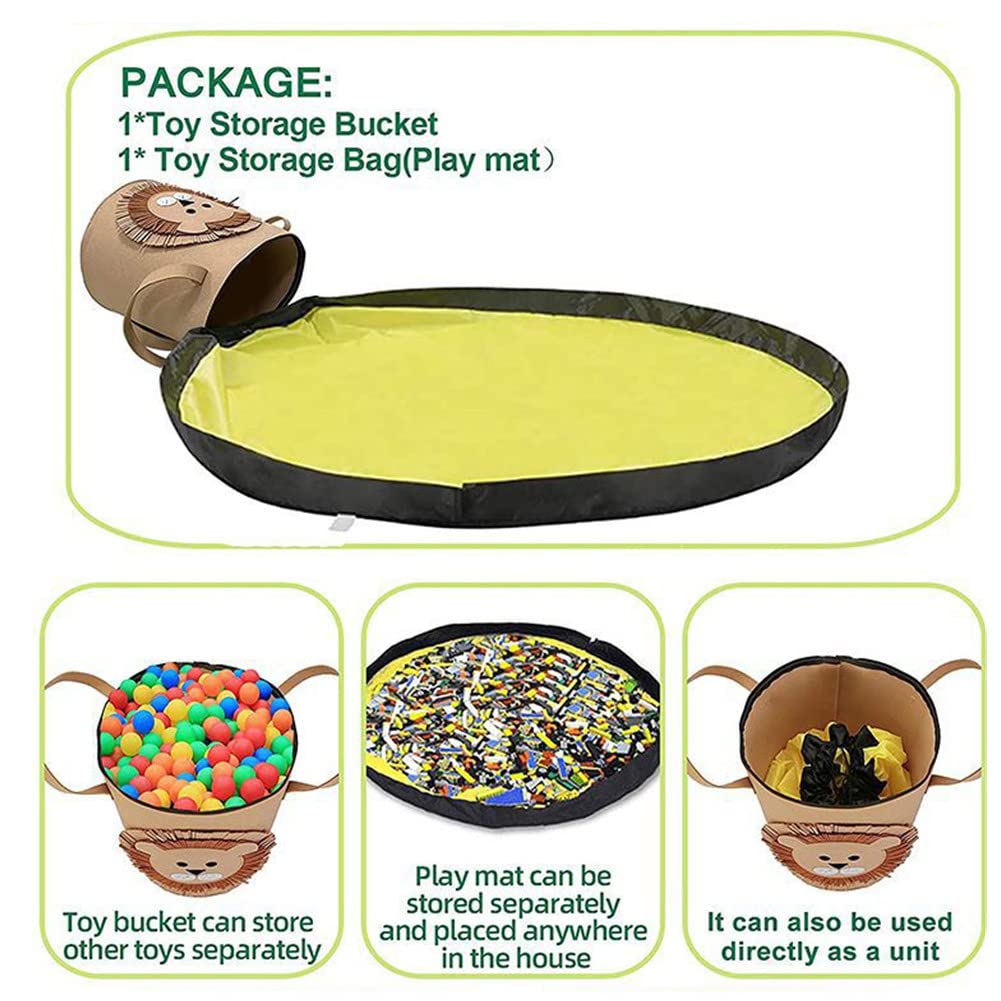 PACKAGE:
1*Toy Storage Bucket
1* Toy Storage Bag(Play mat）
Toy bucket can store
other toys separately
Play mat can be
stored separately
and placed anywhere
in the house
It can also be used
directly as a unit